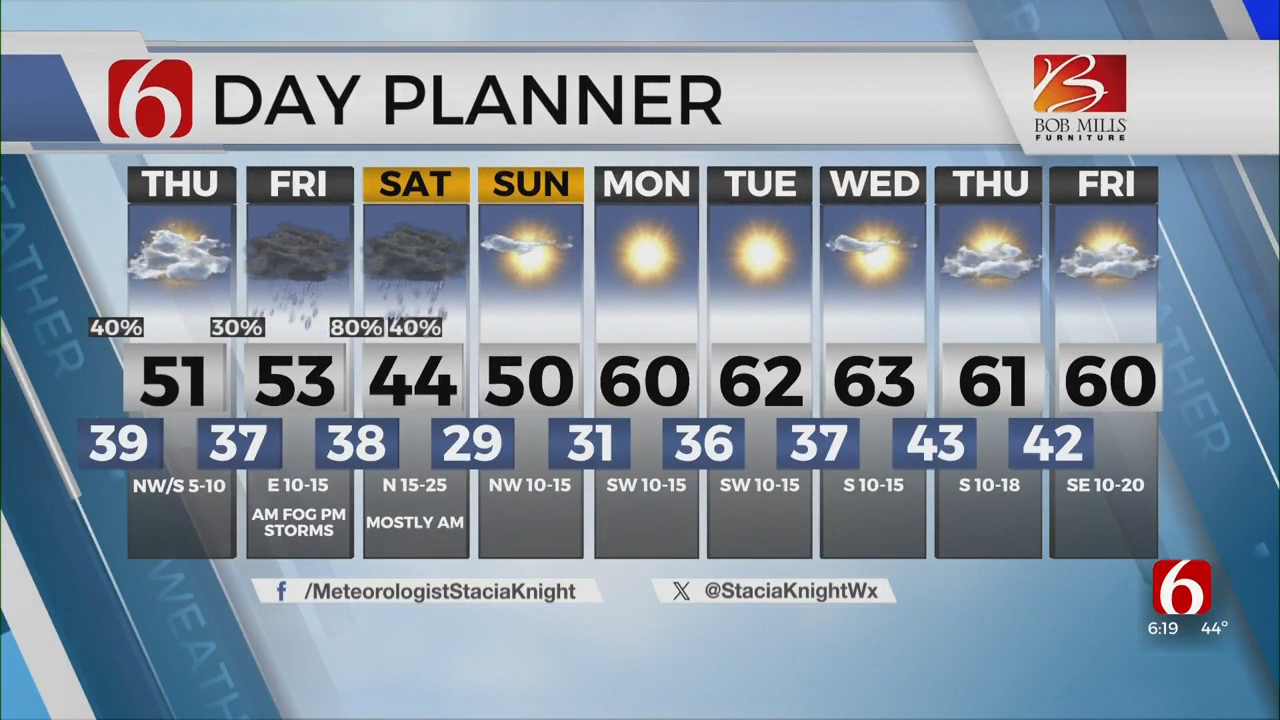 6 DAY PLANNER
B
BOB MILLS
FURNITURE
THU FRI SAT SUN MON TUE WED THU FRI
40% 30% 80% 40%
51 53 44 50 60 62 63 61 60
39 37 38 29 31 36 37 43 42
NW/S 5-10 E 10-15 N 15-25 NW 10-15 SW 10-15 SW 10-15 S 10-15 S 10-18 SE 10-20
AM FOG PM
STORMS
MOSTLY AM
f /MeteorologistStaciaKnight X @StaciaKnightWx
6
6:19 44°
WEATHER
WEATHER
WEATHER